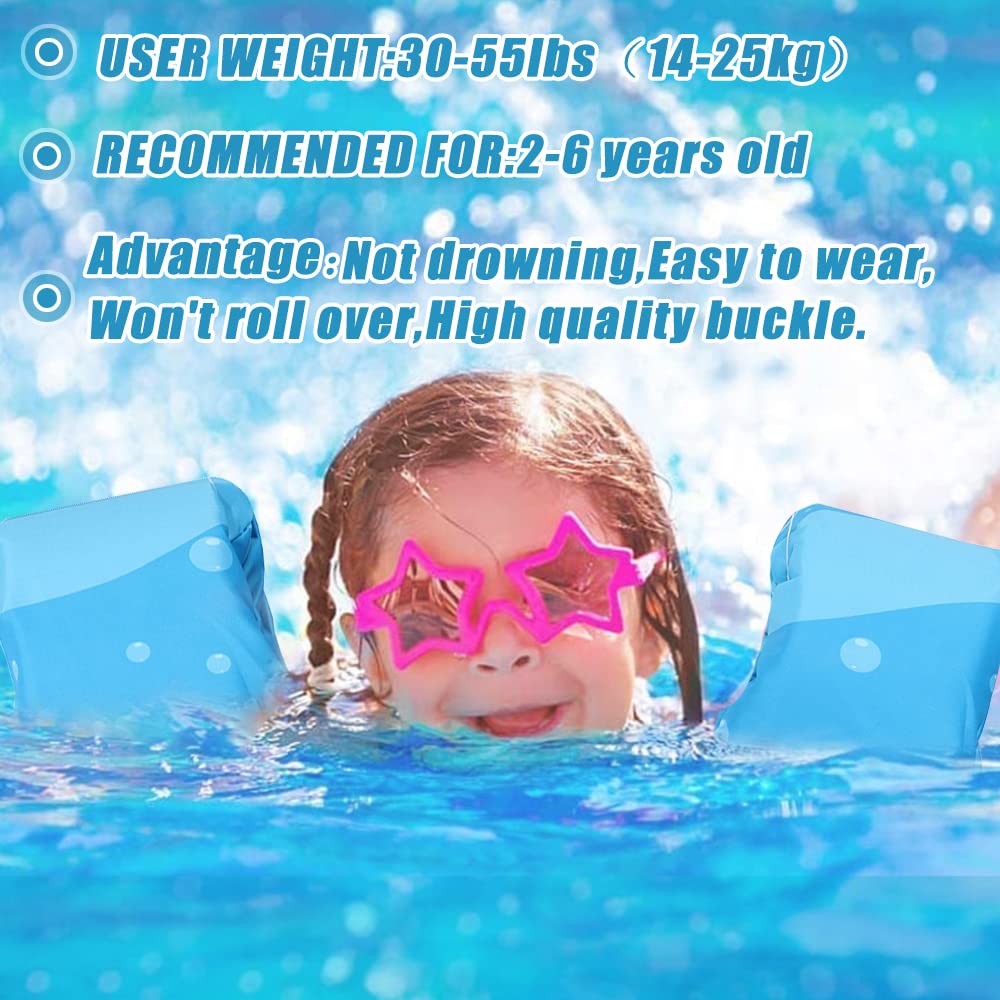 USER WEIGHT:30-55lbs（14-25kg）
RECOMMENDED FOR:2-6 years old
Advantage:Not drowning,Easy to wear,
Won't roll over,High quality buckle.